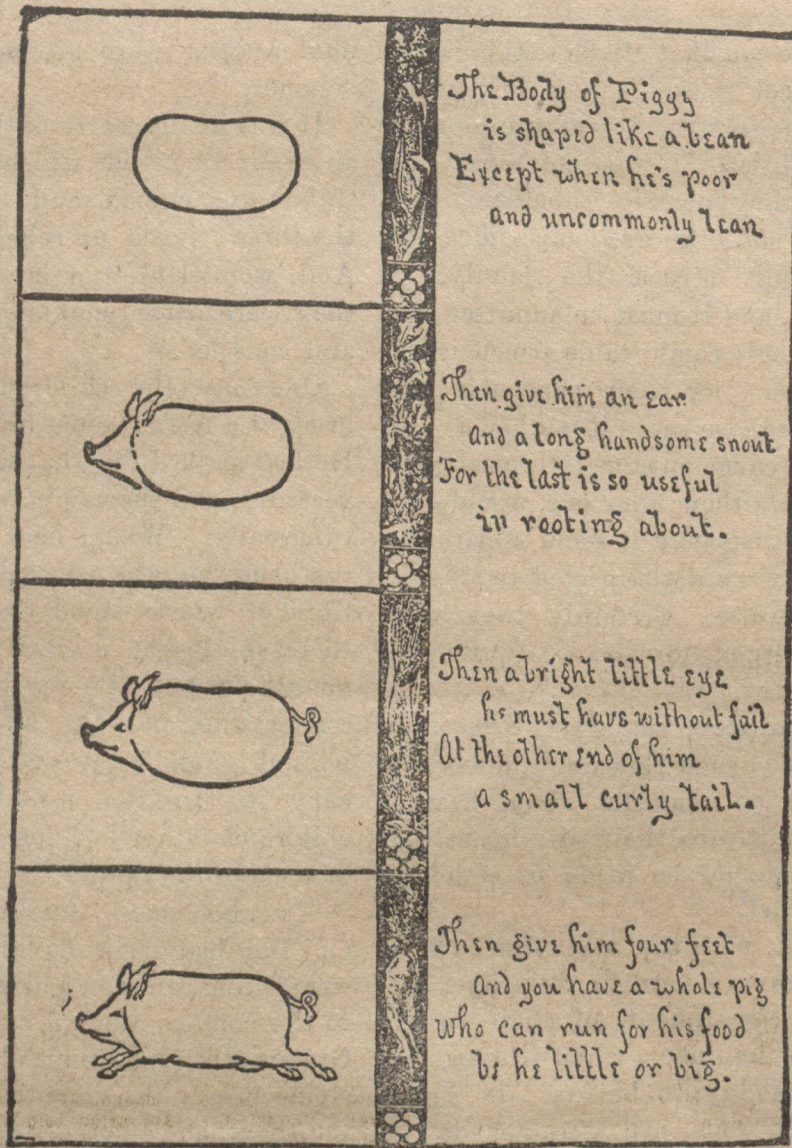 The Body of Piggy
is shaped like a bean
Except when he's poor
and uncommonly lean
Then give him an ear
And a long handsome snout
For the last is so useful
in rooting about.
Then a bright little eye
he must have without fail
At the other end of him
a small curly tail.
Then give him four feet
And you have a whole pig
Who can run for his food
be he little or big.